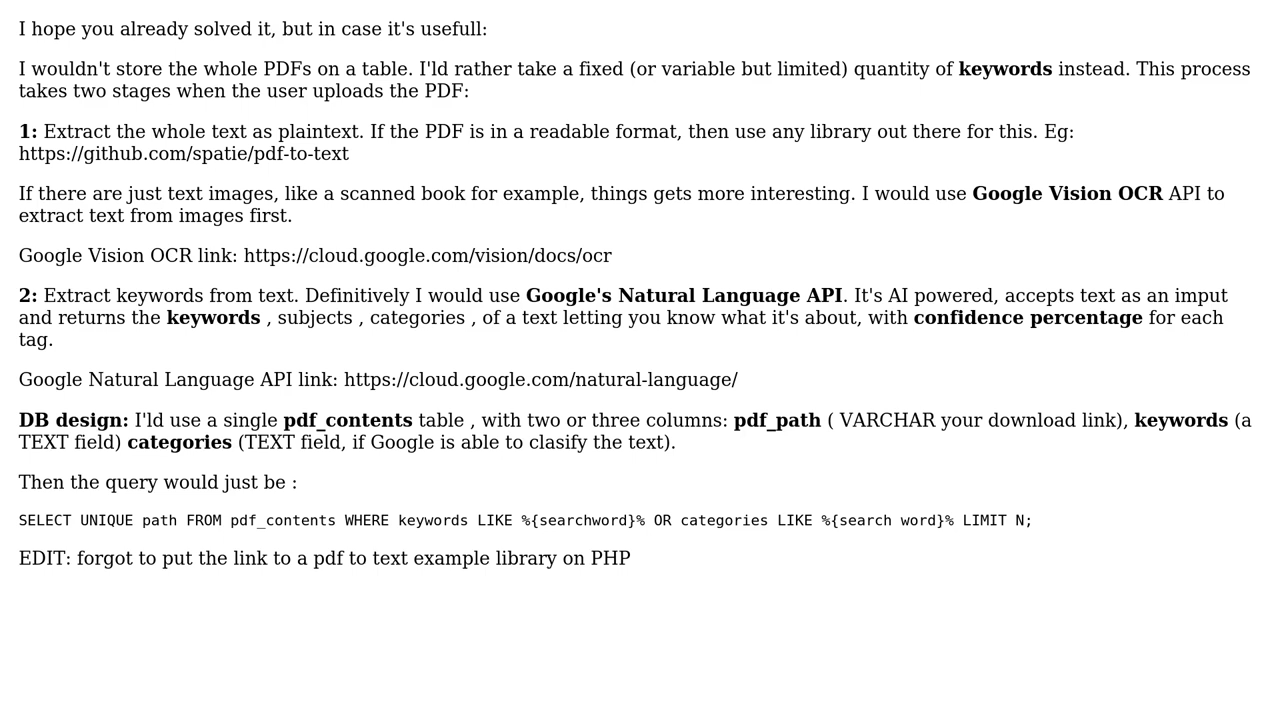 I hope you already solved it, but in case it's usefull:
I wouldn't store the whole PDFs on a table. I'ld rather take a fixed (or variable but limited) quantity of keywords instead. This process
takes two stages when the user uploads the PDF:
1: Extract the whole text as plaintext. If the PDF is in a readable format, then use any library out there for this. Eg:
https://github.com/spatie/pdf-to-text
If there are just text images, like a scanned book for example, things gets more interesting. I would use Google Vision OCR API to
extract text from images first.
Google Vision OCR link: https://cloud.google.com/vision/docs/ocr
2: Extract keywords from text. Definitively I would use Google's Natural Language API. It's AI powered, accepts text as an imput
and returns the keywords , subjects , categories , of a text letting you know what it's about, with confidence percentage for each
tag.
Google Natural Language API link: https://cloud.google.com/natural-language/
DB design: I'ld use a single pdf_contents table , with two or three columns: pdf_path ( VARCHAR your download link), keywords (a
TEXT field) categories (TEXT field, if Google is able to clasify the text).
Then the query would just be :
SELECT UNIQUE path FROM pdf_contents WHERE keywords LIKE %{searchword}% OR categories LIKE %{search word}% LIMIT N;
EDIT: forgot to put the link to a pdf to text example library on PHP